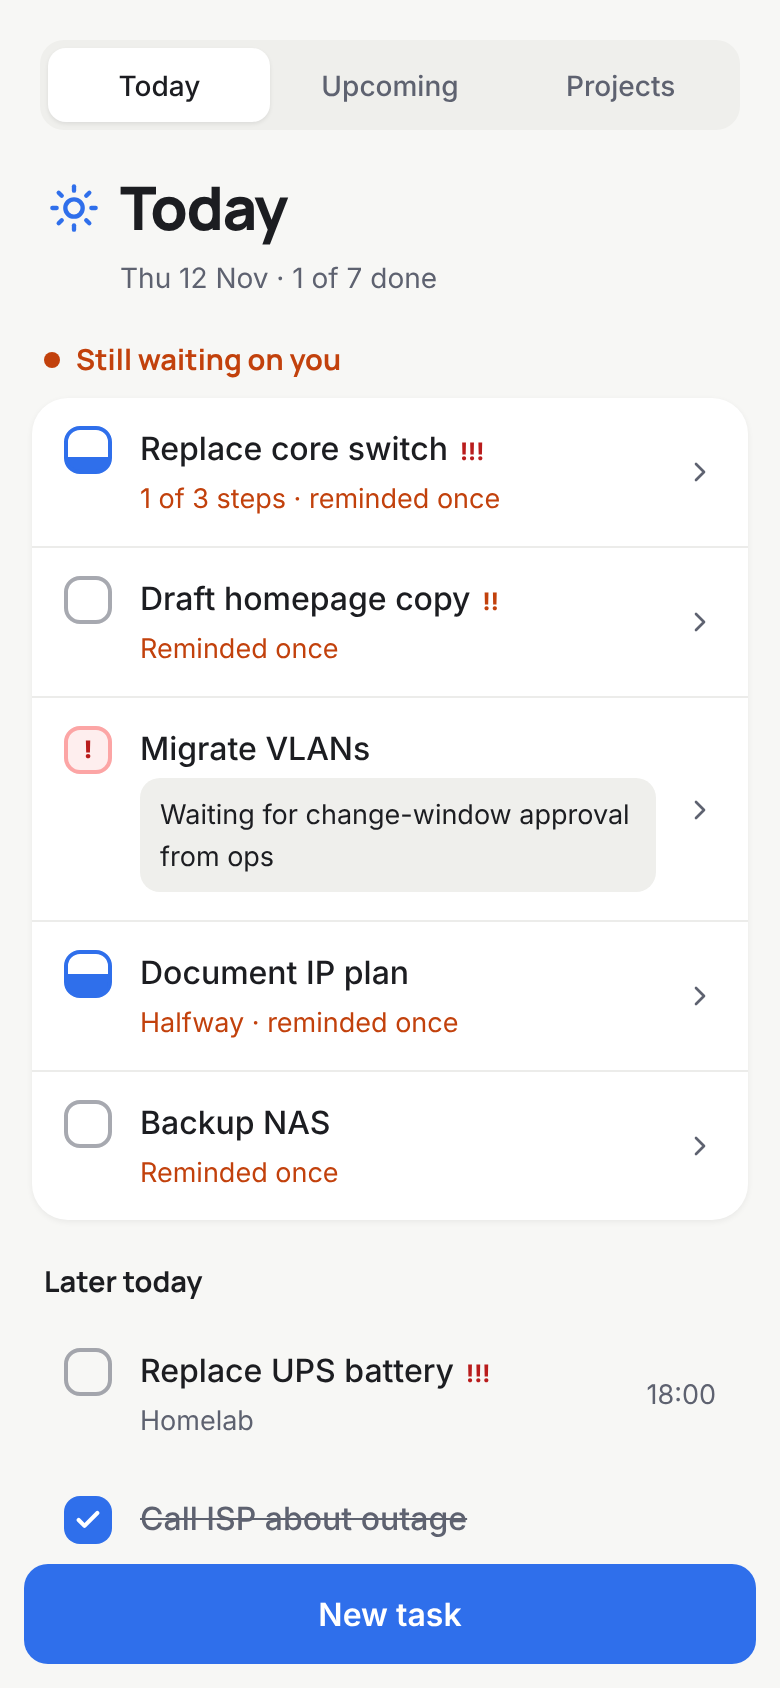 Today
Upcoming
Projects
Today
Thu 12 Nov · 1 of 7 done
Still waiting on you
Replace core switch !!!
1 of 3 steps · reminded once
Draft homepage copy !!
Reminded once
!
Migrate VLANs
Waiting for change-window approval
from ops
Document IP plan
Halfway · reminded once
Backup NAS
Reminded once
Later today
Replace UPS battery !!!
18:00
Homelab
Call ISP about outage
New task